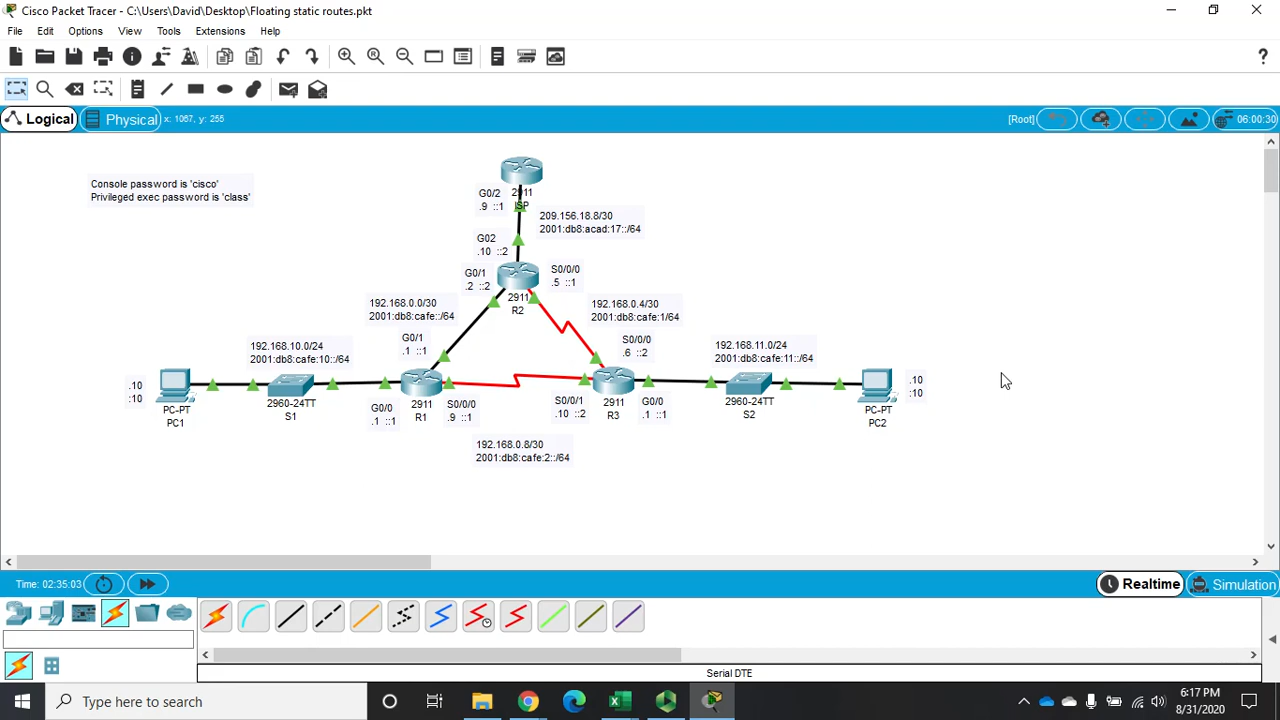 Cisco Packet Tracer - C:\Users\David\Desktop\Floating static routes.pkt
File Edit Options View Tools Extensions Help
?
Logical
Physical
x: 1067, y: 255
[Root]
06:00:30
Console password is 'cisco'
Privileged exec password is 'class'
G0/2
.9 ::1
2911
ISP
209.156.18.8/30
2001:db8:acad:17::/64
G02
.10 ::2
G0/1
.2 ::2
S0/0/0
.5 ::1
2911
R2
192.168.0.0/30
2001:db8:cafe::/64
192.168.0.4/30
2001:db8:cafe:1/64
G0/1
.1 ::1
S0/0/0
.6 ::2
192.168.10.0/24
2001:db8:cafe:10::/64
192.168.11.0/24
2001:db8:cafe:11::/64
.10
:10
PC-PT
PC1
2960-24TT
S1
G0/0
.1 ::1
2911
R1
S0/0/0
.9 ::1
S0/0/1
.10 ::2
2911
R3
G0/0
.1 ::1
2960-24TT
S2
PC-PT
PC2
.10
:10
192.168.0.8/30
2001:db8:cafe:2::/64
Time: 02:35:03
Realtime
Simulation
Serial DTE
Type here to search
6:17 PM
8/31/2020